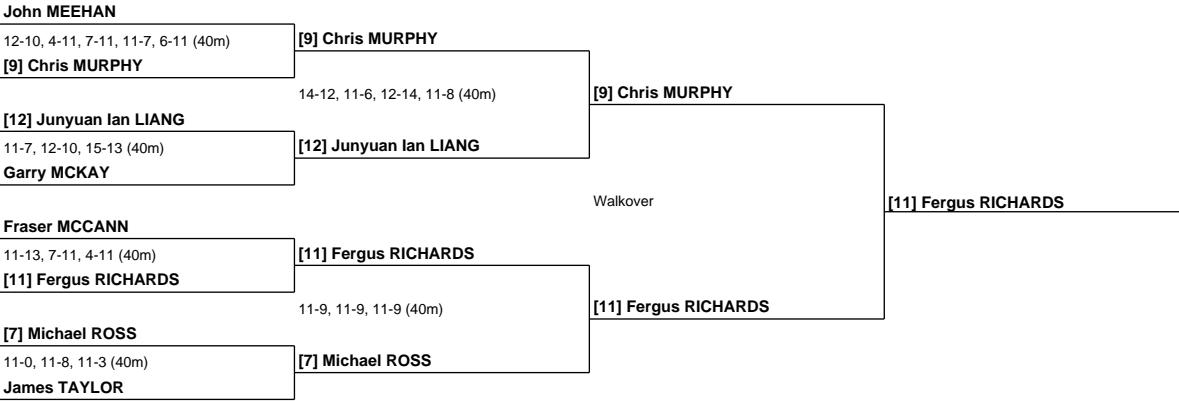 John MEEHAN
12-10, 4-11, 7-11, 11-7, 6-11 (40m)
[9] Chris MURPHY
[9] Chris MURPHY
14-12, 11-6, 12-14, 11-8 (40m)
[9] Chris MURPHY
[12] Junyuan Ian LIANG
11-7, 12-10, 15-13 (40m)
[12] Junyuan Ian LIANG
Garry MCKAY
Walkover
[11] Fergus RICHARDS
Fraser MCCANN
11-13, 7-11, 4-11 (40m)
[11] Fergus RICHARDS
[11] Fergus RICHARDS
11-9, 11-9, 11-9 (40m)
[11] Fergus RICHARDS
[7] Michael ROSS
11-0, 11-8, 11-3 (40m)
[7] Michael ROSS
James TAYLOR